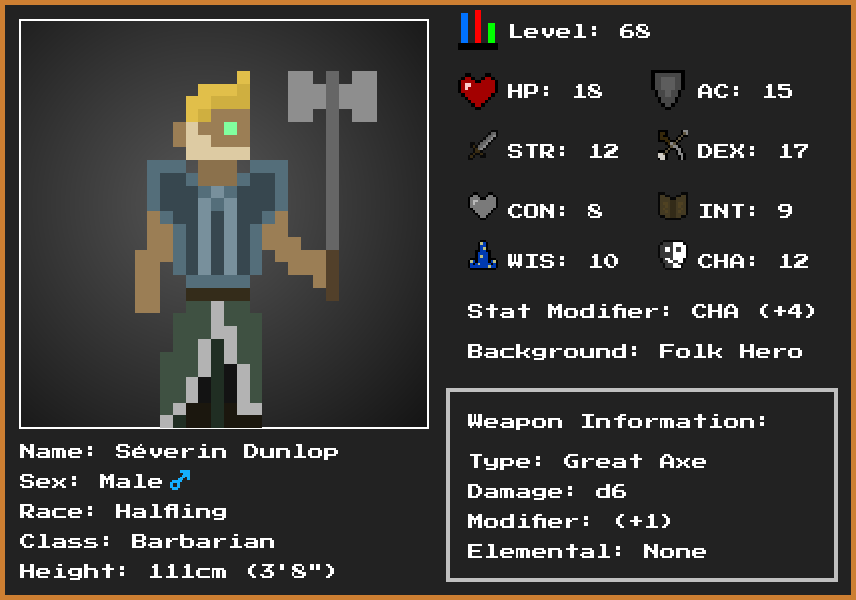 Level: 68
HP: 18
AC: 15
STR: 12
DEX: 17
CON: 8
INT: 9
WIS: 10
CHA: 12
Stat Modifier: CHA (+4)
Background: Folk Hero
Weapon Information:
Type: Great Axe
Damage: d6
Modifier: (+1)
Elemental: None
Name: Séverin Dunlop
Sex: Male♂
Race: Halfling
Class: Barbarian
Height: 111cm (3'8")